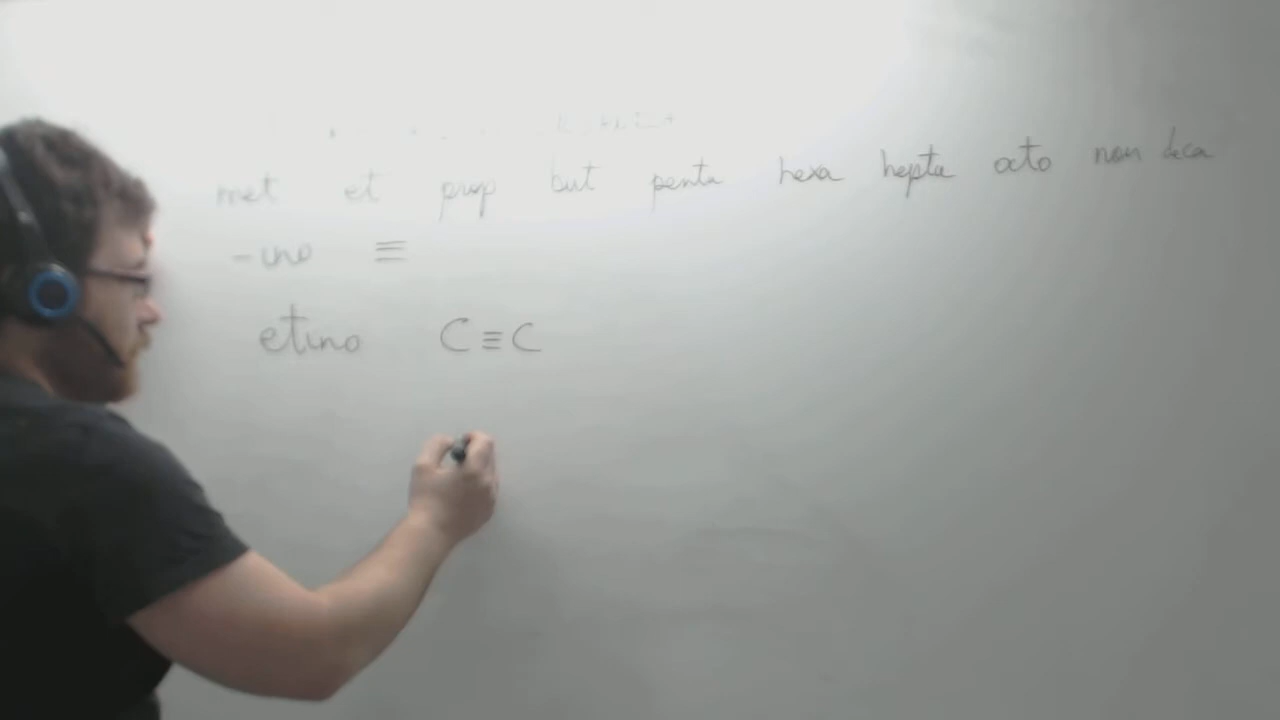 met et prop but penta hexa hepta octo non deca
-ino ≡
etino C≡C